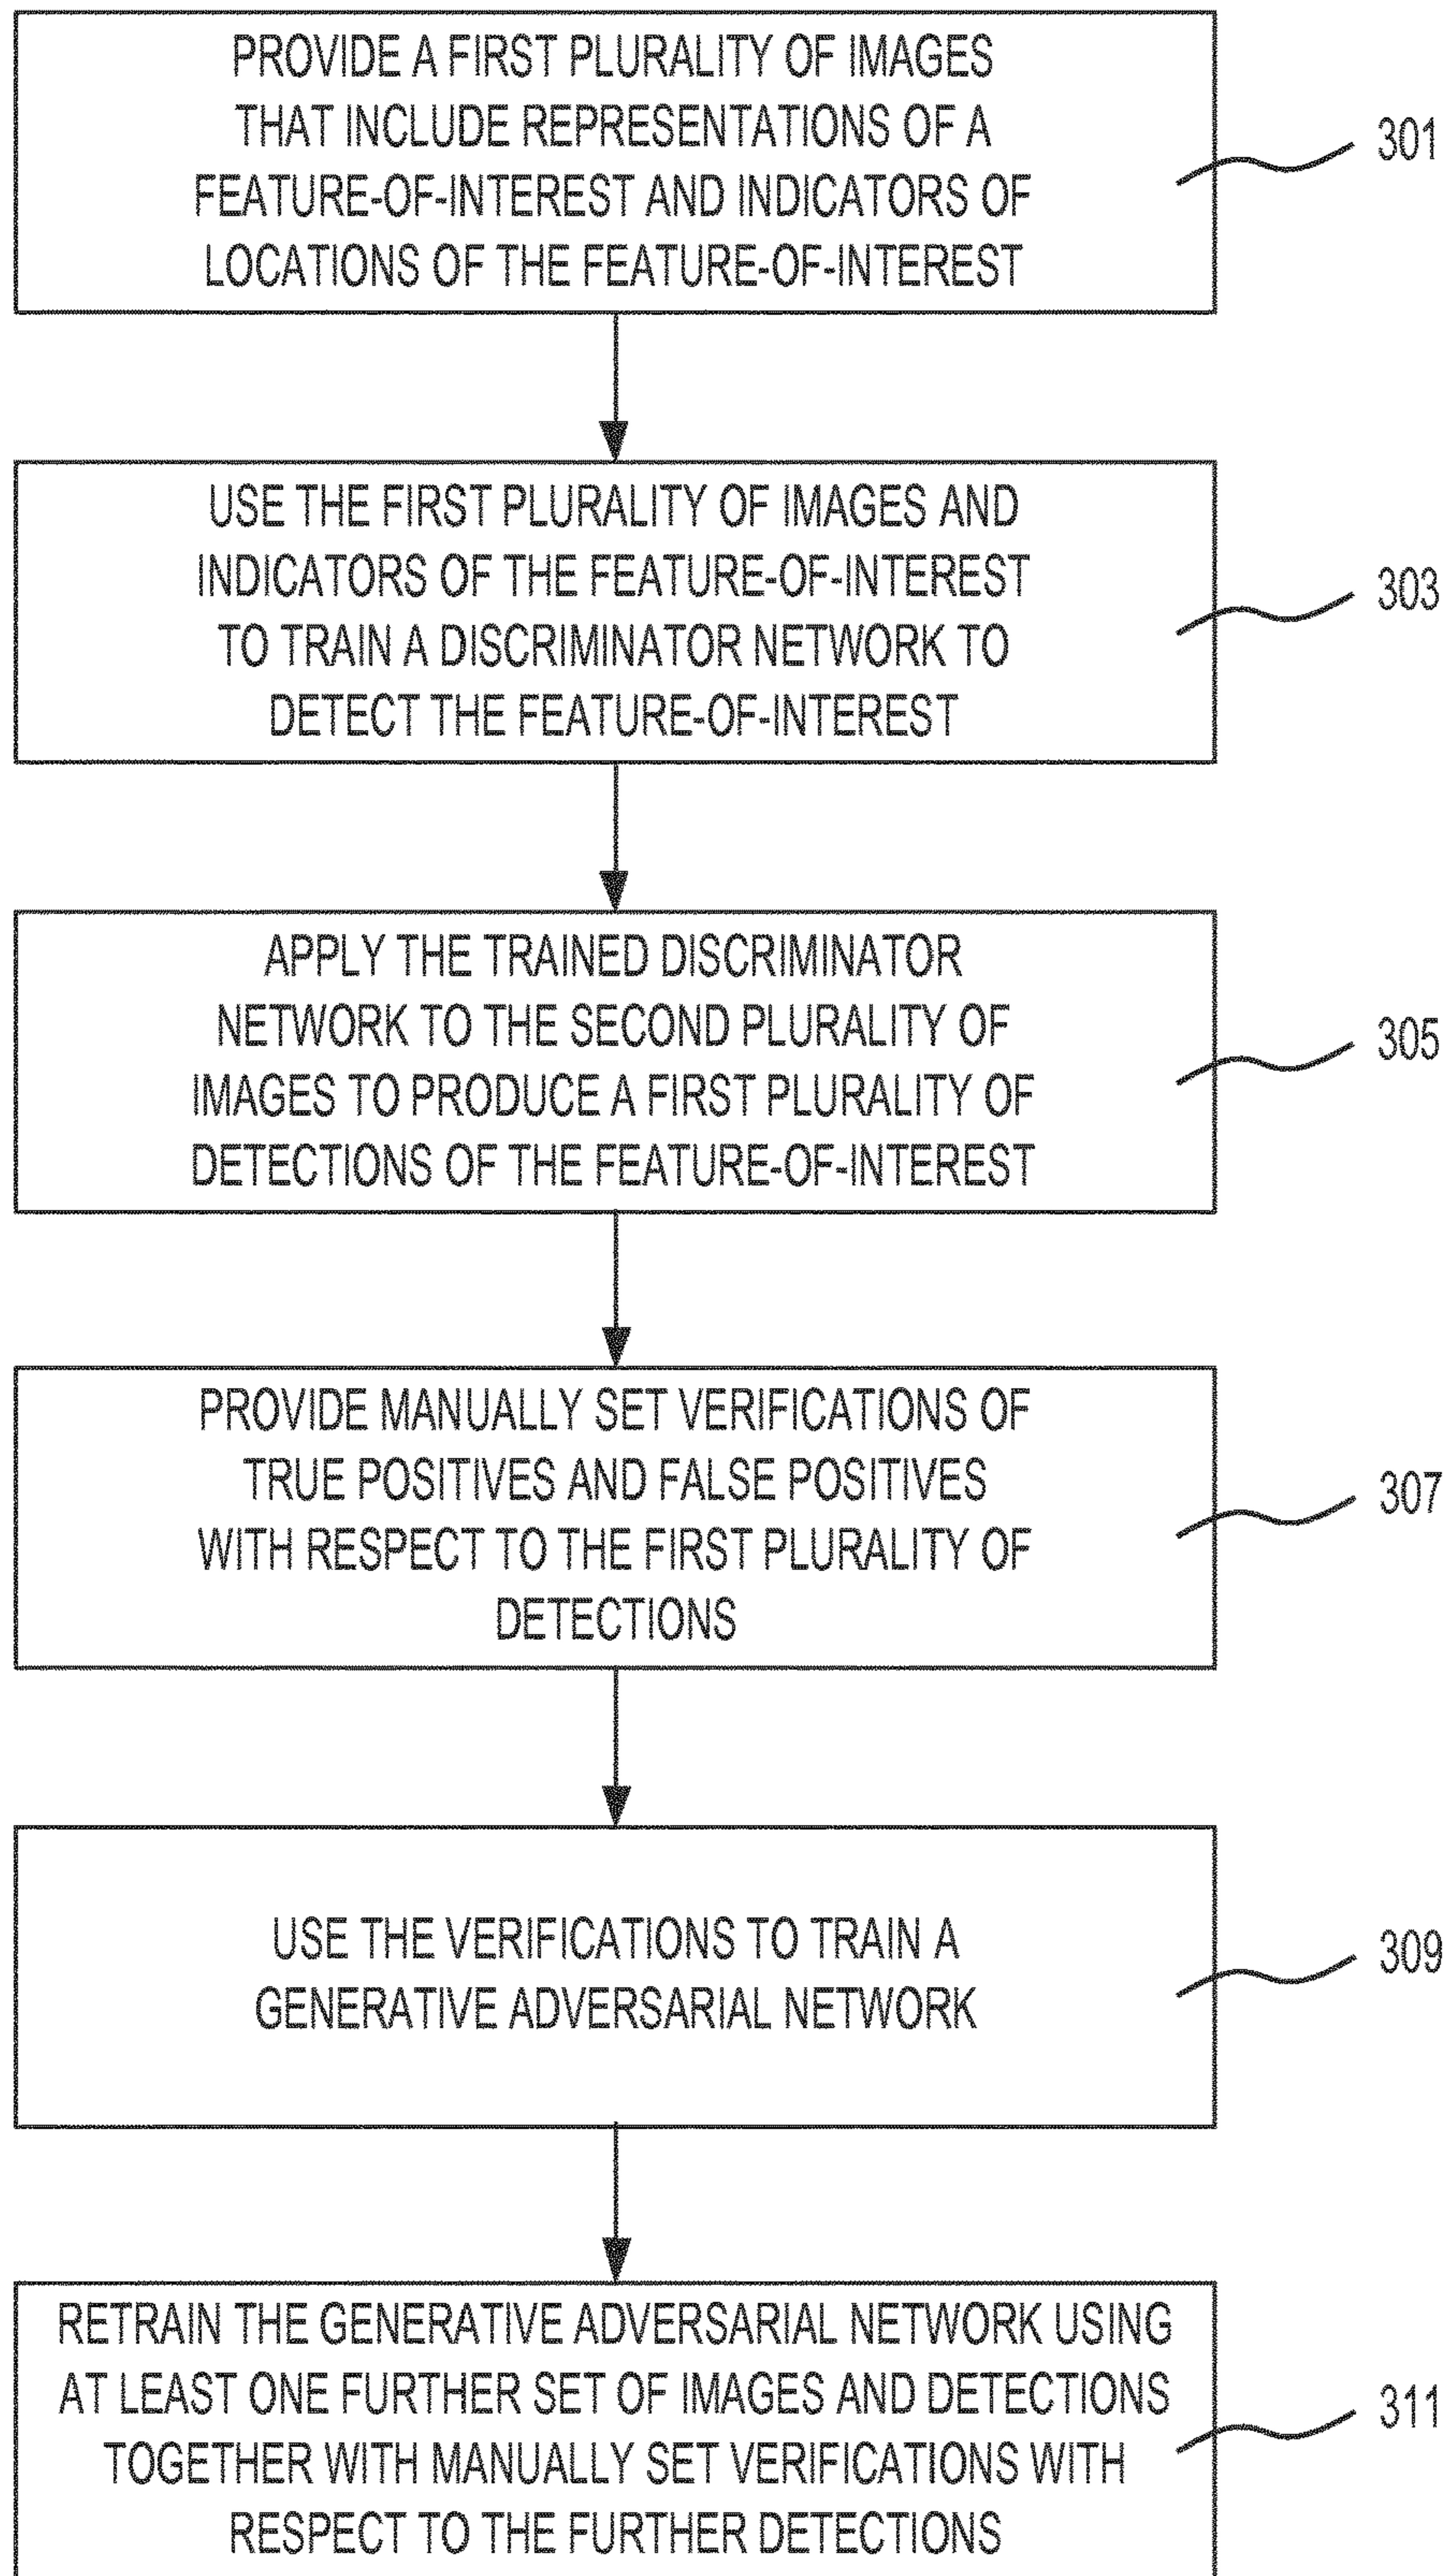 PROVIDE A FIRST PLURALITY OF IMAGES
THAT INCLUDE REPRESENTATIONS OF A
FEATURE-OF-INTEREST AND INDICATORS OF
LOCATIONS OF THE FEATURE-OF-INTEREST
301
USE THE FIRST PLURALITY OF IMAGES AND
INDICATORS OF THE FEATURE-OF-INTEREST
TO TRAIN A DISCRIMINATOR NETWORK TO
DETECT THE FEATURE-OF-INTEREST
303
APPLY THE TRAINED DISCRIMINATOR
NETWORK TO THE SECOND PLURALITY OF
IMAGES TO PRODUCE A FIRST PLURALITY OF
DETECTIONS OF THE FEATURE-OF-INTEREST
305
PROVIDE MANUALLY SET VERIFICATIONS OF
TRUE POSITIVES AND FALSE POSITIVES
WITH RESPECT TO THE FIRST PLURALITY OF
DETECTIONS
307
USE THE VERIFICATIONS TO TRAIN A
GENERATIVE ADVERSARIAL NETWORK
309
RETRAIN THE GENERATIVE ADVERSARIAL NETWORK USING
AT LEAST ONE FURTHER SET OF IMAGES AND DETECTIONS
TOGETHER WITH MANUALLY SET VERIFICATIONS WITH
RESPECT TO THE FURTHER DETECTIONS
311